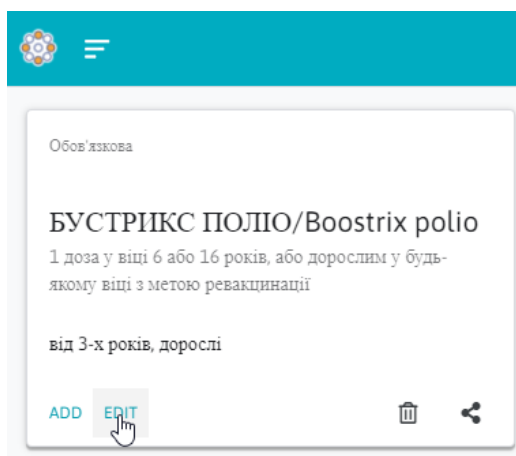 Обов'язкова
БУСТРИКС ПОЛІО/Boostrix polio
1 доза у віці 6 або 16 років, або дорослим у будь-
якому віці з метою ревакцинації
від 3-х років, дорослі
ADD EDIT